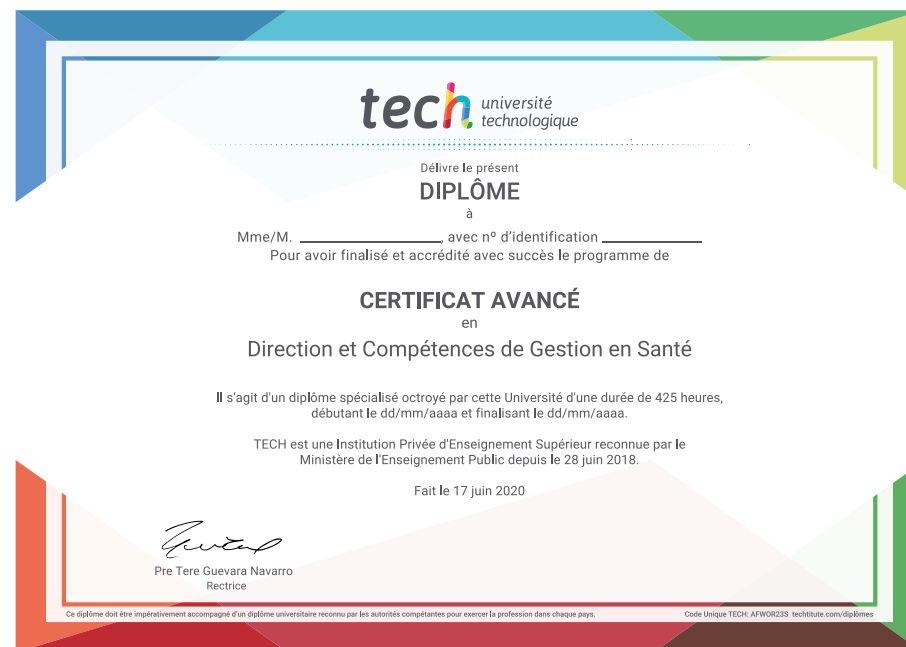 tech université
technologique
Délivre le présent
DIPLÔME
à
Mme/M. ____________________, avec nº d'identification ______________
Pour avoir finalisé et accrédité avec succès le programme de
CERTIFICAT AVANCÉ
en
Direction et Compétences de Gestion en Santé
Il s'agit d'un diplôme spécialisé octroyé par cette Université d'une durée de 425 heures,
débutant le dd/mm/aaaa et finalisant le dd/mm/aaaa.
TECH est une Institution Privée d'Enseignement Supérieur reconnue par le
Ministère de l'Enseignement Public depuis le 28 juin 2018.
Fait le 17 juin 2020
Pre Tere Guevara Navarro
Rectrice
Ce diplôme doit être impérativement accompagné d'un diplôme universitaire reconnu par les autorités compétantes pour exercer la profession dans chaque pays.
Code Unique TECH: AFWOR23S techtitute.com/diplômes